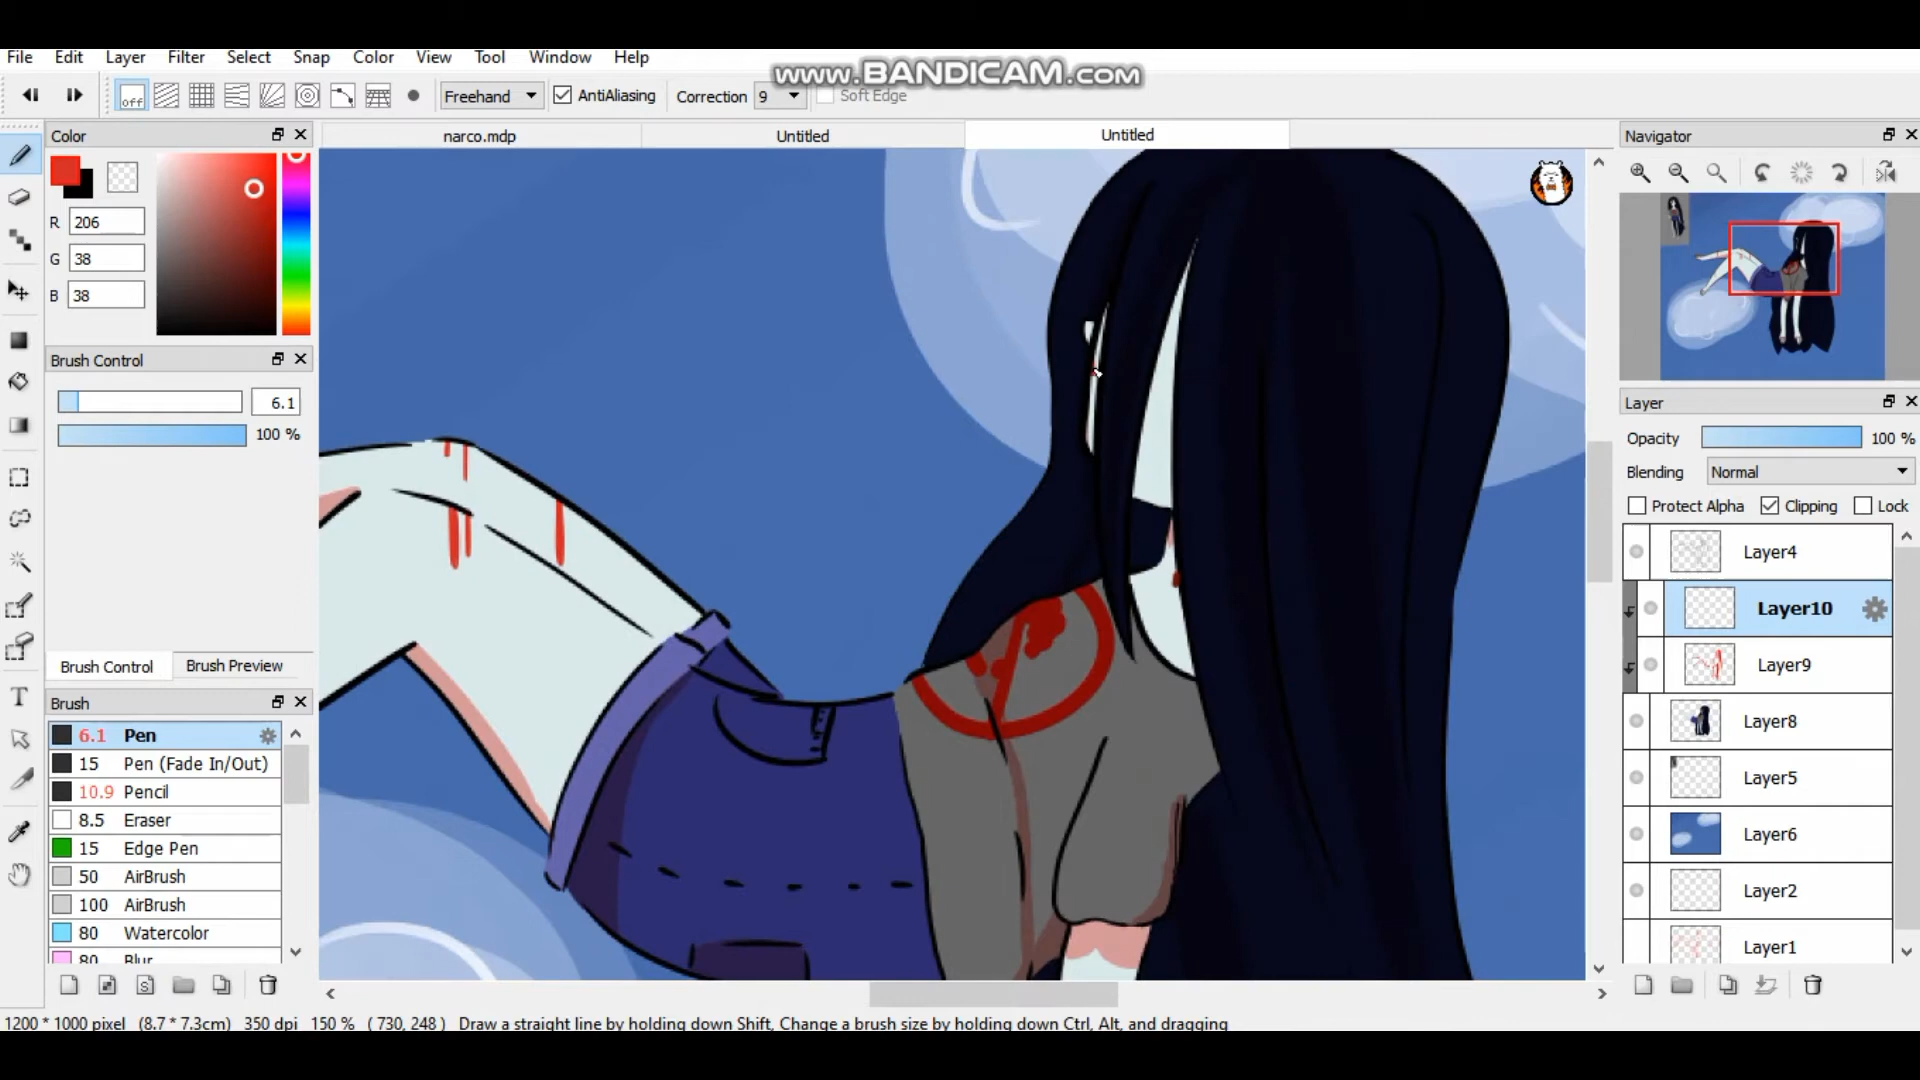 File Edit Layer Filter Select Snap Color View Tool Window Help
www.BANDICAM.com
off Freehand AntiAliasing Correction 9 Soft Edge
Color
narco.mdp Untitled Untitled
Navigator
R 206
G 38
B 38
Brush Control
6.1
100 %
Brush Control Brush Preview
Brush
6.1 Pen
15 Pen (Fade In/Out)
10.9 Pencil
8.5 Eraser
15 Edge Pen
50 AirBrush
100 AirBrush
80 Watercolor
80 Blur
Layer
Opacity 100 %
Blending Normal
Protect Alpha Clipping Lock
Layer4
Layer10
Layer9
Layer8
Layer5
Layer6
Layer2
Layer1
1200 * 1000 pixel (8.7 * 7.3cm) 350 dpi 150 % ( 730, 248 ) Draw a straight line by holding down Shift, Change a brush size by holding down Ctrl, Alt, and dragging